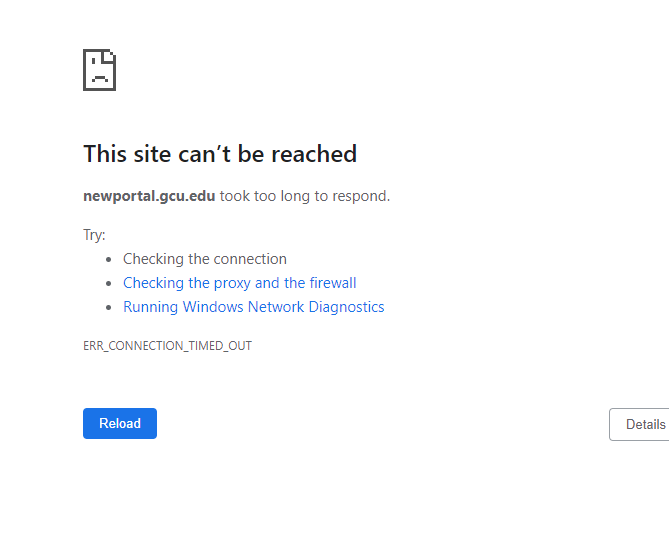 This site can’t be reached
newportal.gcu.edu took too long to respond.
Try:
• Checking the connection
• Checking the proxy and the firewall
• Running Windows Network Diagnostics
ERR_CONNECTION_TIMED_OUT
Reload
Details